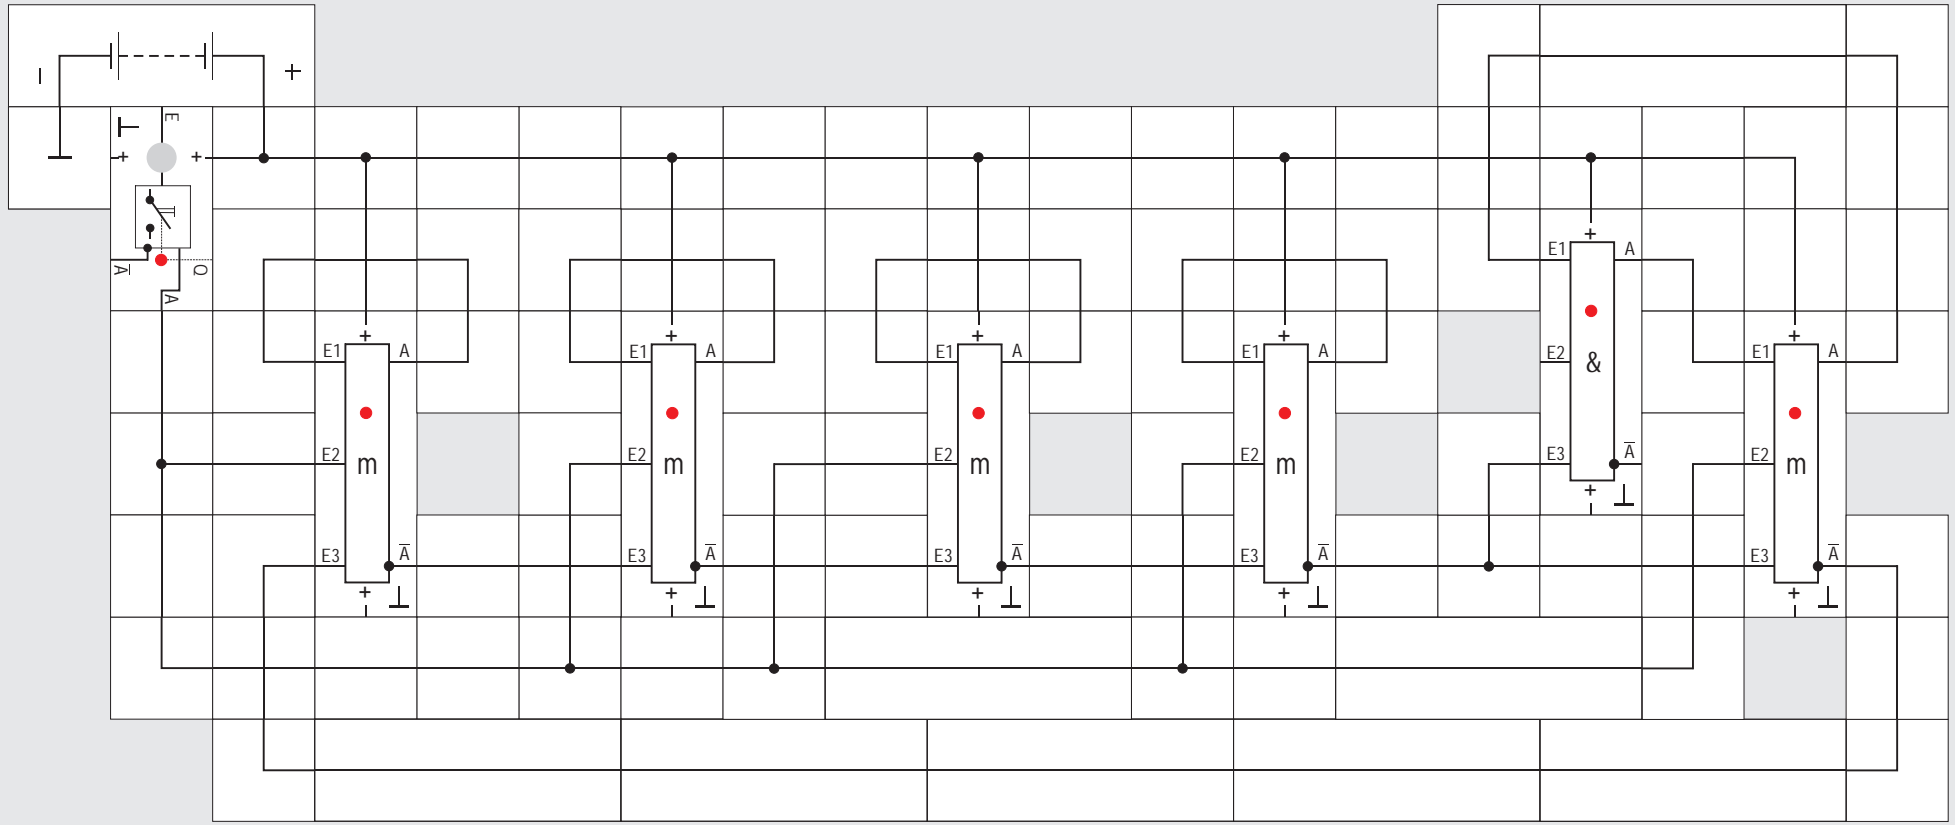 − +
E
+ +
A̅ Q
A
+
E1 A
E2 &
E3 A̅
+
+ + + + +
E1 A E1 A E1 A E1 A E1 A
E2 m E2 m E2 m E2 m E2 m
E3 A̅ E3 A̅ E3 A̅ E3 A̅ E3 A̅
+ + + + +